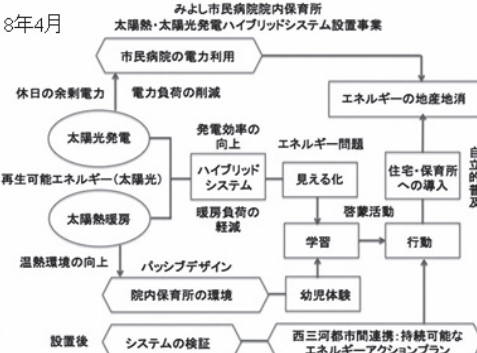 8年4月
みよし市民病院院内保育所
太陽熱・太陽光発電ハイブリッドシステム設置事業
市民病院の電力利用
休日の余剰電力
電力負荷の削減
エネルギーの地産地消
太陽光発電
発電効率の
向上
エネルギー問題
再生可能エネルギー(太陽光)
ハイブリッド
システム
見える化
住宅・保育所
への導入
自立的普及
太陽熱暖房
暖房負荷の
軽減
啓蒙活動
学習
行動
温熱環境の向上
パッシブデザイン
院内保育所の環境
幼児体験
設置後
システムの検証
西三河都市間連携:持続可能な
エネルギーアクションプラン